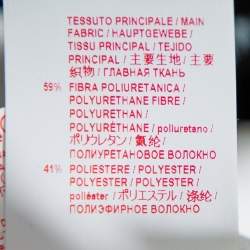 TESSUTO PRINCIPALE / MAIN
FABRIC / HAUPTGEWEBE /
TISSU PRINCIPAL / TEJIDO
PRINCIPAL / 主要生地 / 主要
织物 / ГЛАВНАЯ ТКАНЬ
59% FIBRA POLIURETANICA /
POLYURETHANE FIBRE /
POLYURETHAN /
POLYURÉTHANE / poliuretano /
ポリウレタン / 氨纶 /
ПОЛИУРЕТАНОВОЕ ВОЛОКНО
41% POLIESTERE / POLYESTER /
POLYESTER / POLYESTER /
poliéster / ポリエステル / 涤纶 /
ПОЛИЭФИРНОЕ ВОЛОКНО